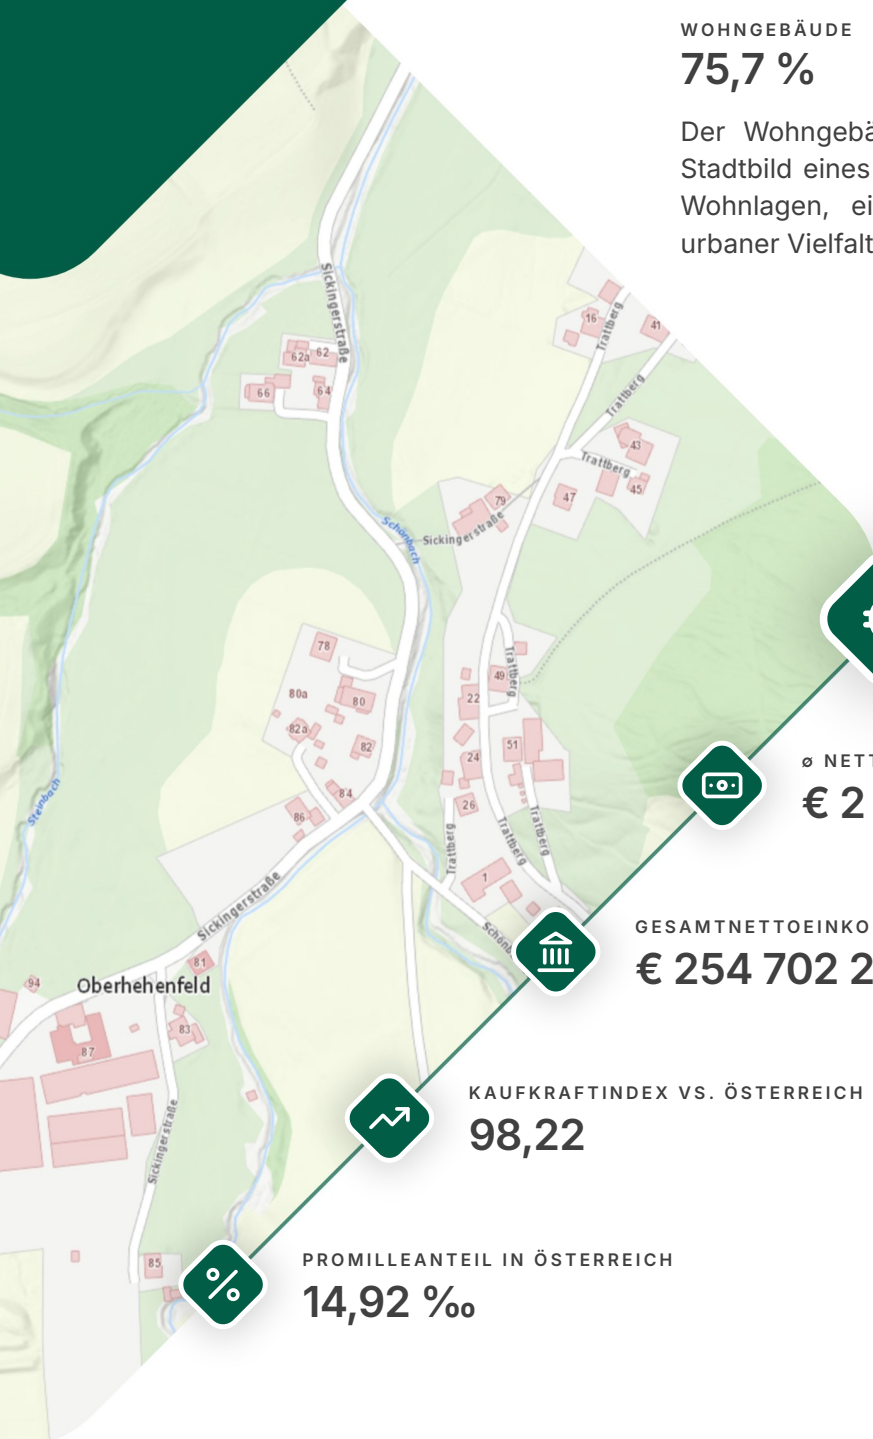 WOHNGEBÄUDE
75,7 %
Der Wohngebä
Stadtbild eines
Wohnlagen, ei
urbaner Vielfalt
Sickingerstraße
16
41
Trattberg
62a
62
66
64
Trattberg
43
Trattberg
45
47
79
Sickingerstraße
Schönbach
78
80a
80
82a
82
84
86
Trattberg
49
22
51
24
26
Trattberg
Trattberg
Trattberg
1
Steinbach
Sickingerstraße
Schönb
81
94
Oberhehenfeld
83
87
Sickingerstraße
85
ø NETT
€ 2
GESAMTNETTOEINKO
€ 254 702 2
KAUFKRAFTINDEX VS. ÖSTERREICH
98,22
PROMILLEANTEIL IN ÖSTERREICH
14,92 ‰